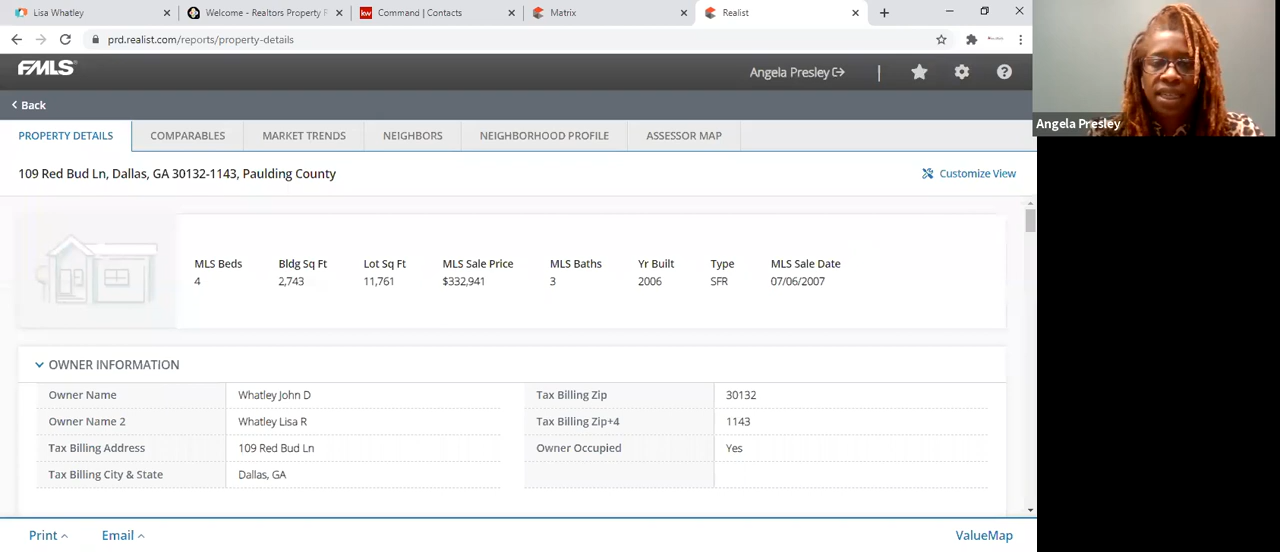 Lisa Whatley
Welcome - Realtors Property R
Command | Contacts
Matrix
Realist
prd.realist.com/reports/property-details
FMLS
Angela Presley
Back
PROPERTY DETAILS COMPARABLES MARKET TRENDS NEIGHBORS NEIGHBORHOOD PROFILE ASSESSOR MAP
109 Red Bud Ln, Dallas, GA 30132-1143, Paulding County
Customize View
MLS Beds Bldg Sq Ft Lot Sq Ft MLS Sale Price MLS Baths Yr Built Type MLS Sale Date
4 2,743 11,761 $332,941 3 2006 SFR 07/06/2007
OWNER INFORMATION
Owner Name Whatley John D Tax Billing Zip 30132
Owner Name 2 Whatley Lisa R Tax Billing Zip+4 1143
Tax Billing Address 109 Red Bud Ln Owner Occupied Yes
Tax Billing City & State Dallas, GA
Print Email ValueMap
Angela Presley